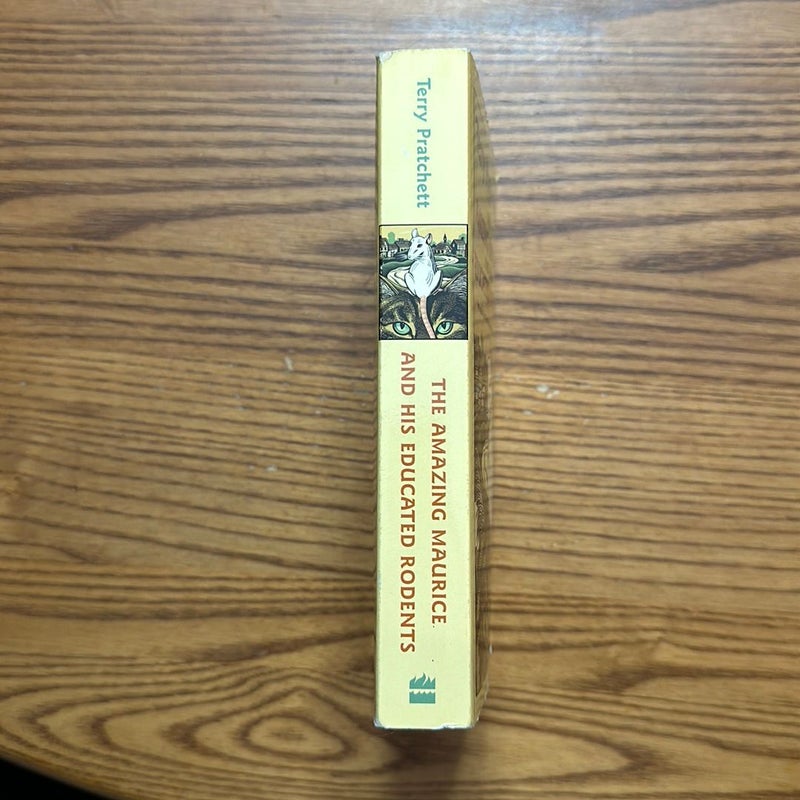 Terry Pratchett
THE AMAZING MAURICE
AND HIS EDUCATED RODENTS